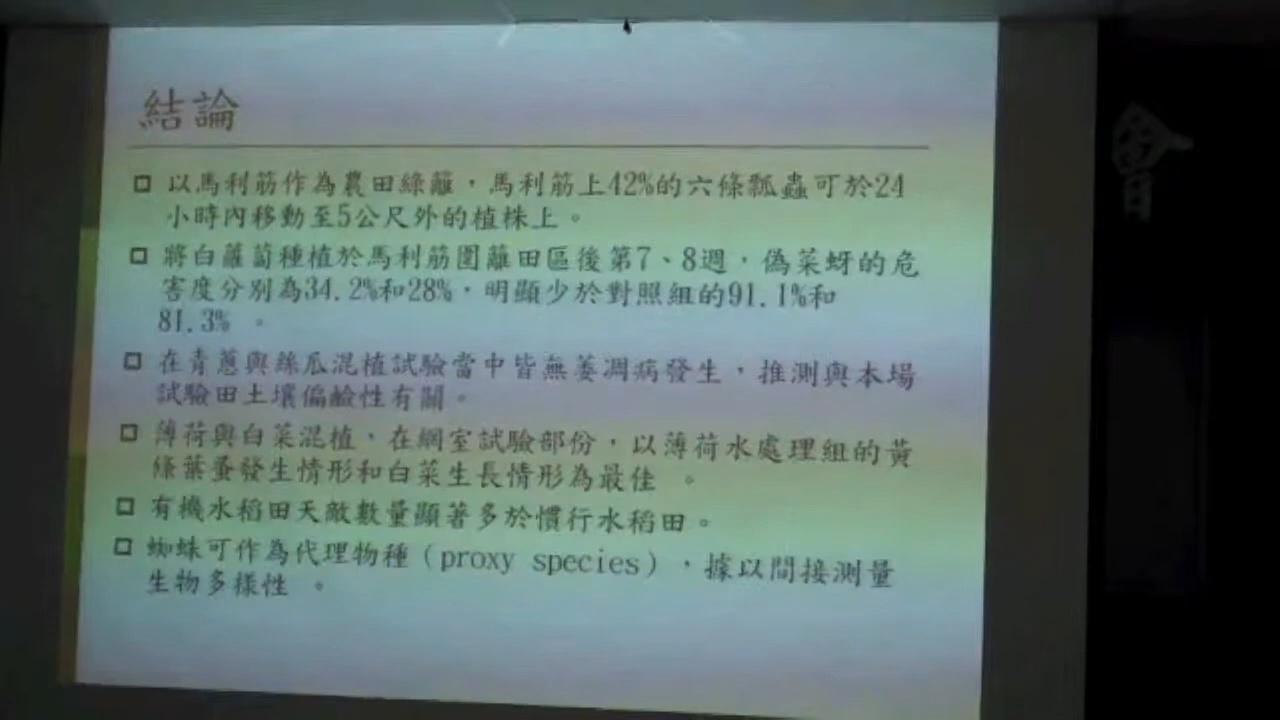 結論
□ 以馬利筋作為農田綠籬，馬利筋上42%的六條瓢蟲可於24
小時內移動至5公尺外的植株上。
□ 將白蘿蔔種植於馬利筋圍籬田區後第7、8週，偽菜蚜的危
害度分別為34.2%和28%，明顯少於對照組的91.1%和
81.3% 。
□ 在青蔥與絲瓜混植試驗當中皆無萎凋病發生，推測與本場
試驗田土壤偏鹼性有關。
□ 薄荷與白菜混植，在網室試驗部份，以薄荷水處理組的黃
條葉蚤發生情形和白菜生長情形為最佳 。
□ 有機水稻田天敵數量顯著多於慣行水稻田。
□ 蜘蛛可作為代理物種（proxy species），據以間接測量
生物多樣性 。
會